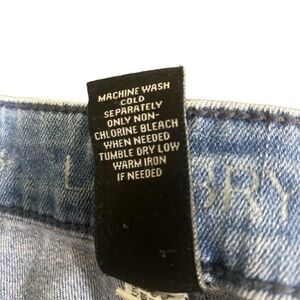 MACHINE WASH
COLD
SEPARATELY
ONLY NON-
CHLORINE BLEACH
WHEN NEEDED
TUMBLE DRY LOW
WARM IRON
IF NEEDED